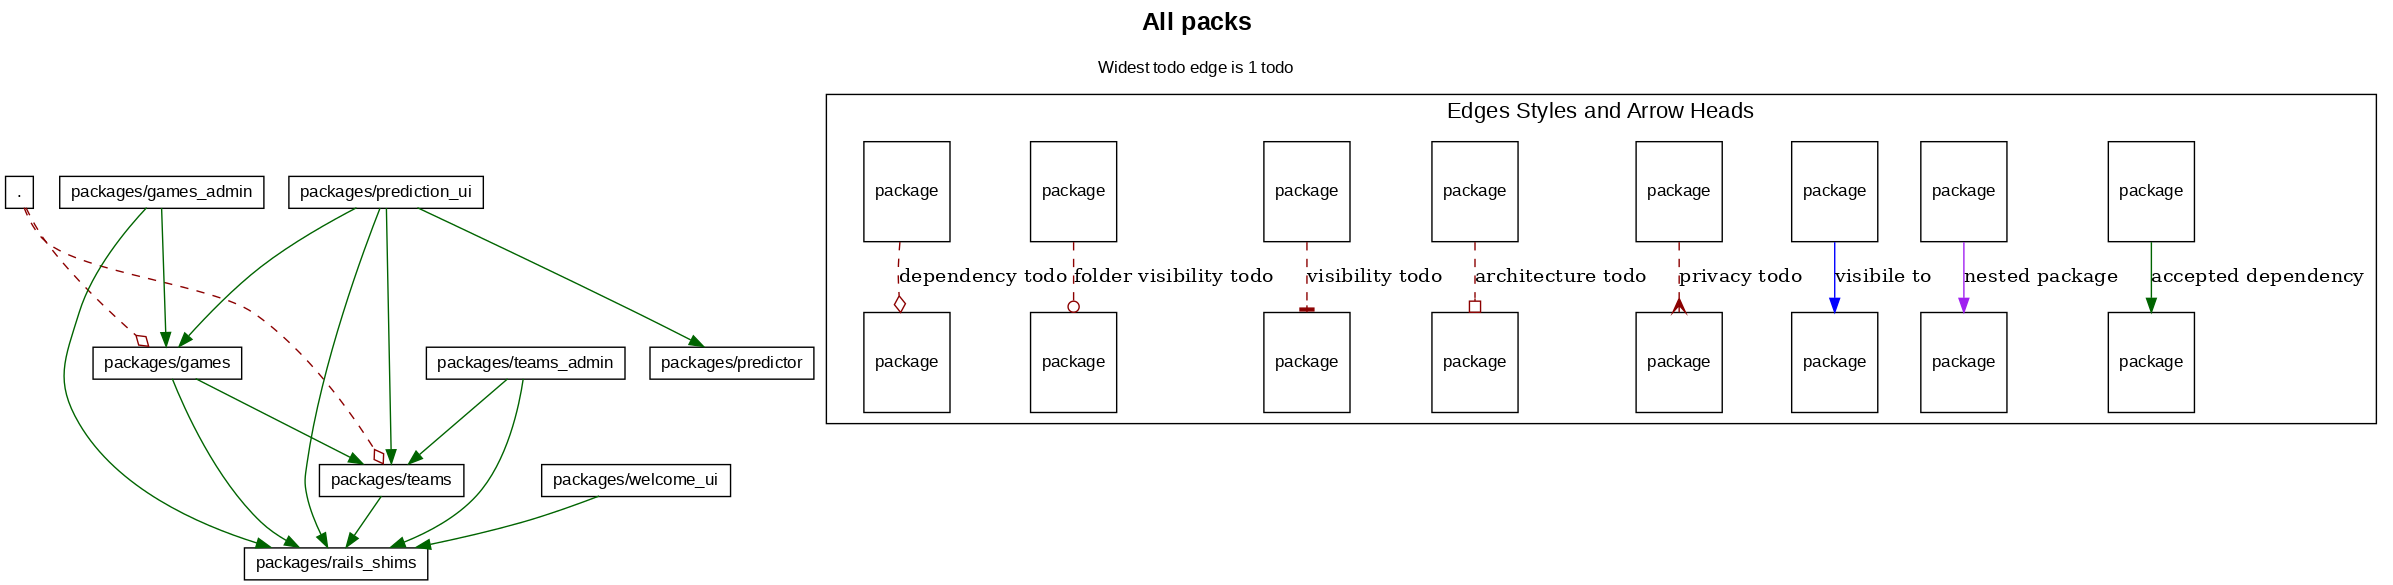 All packs
Widest todo edge is 1 todo
.
packages/games_admin
packages/prediction_ui
packages/games
packages/teams_admin
packages/predictor
packages/teams
packages/welcome_ui
packages/rails_shims
Edges Styles and Arrow Heads
package
package
package
package
package
package
package
package
dependency todo
folder visibility todo
visibility todo
architecture todo
privacy todo
visibile to
nested package
accepted dependency
package
package
package
package
package
package
package
package